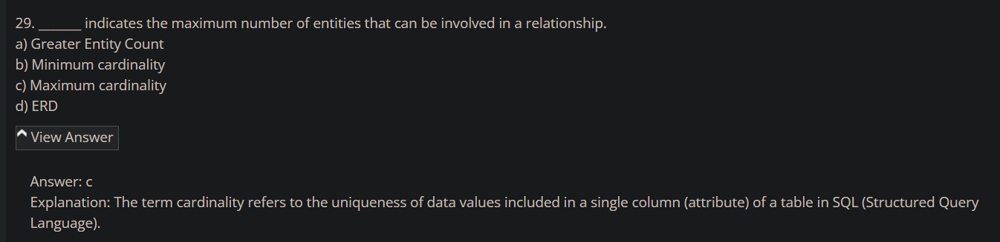 29. _______ indicates the maximum number of entities that can be involved in a relationship.
a) Greater Entity Count
b) Minimum cardinality
c) Maximum cardinality
d) ERD
View Answer
Answer: c
Explanation: The term cardinality refers to the uniqueness of data values included in a single column (attribute) of a table in SQL (Structured Query
Language).